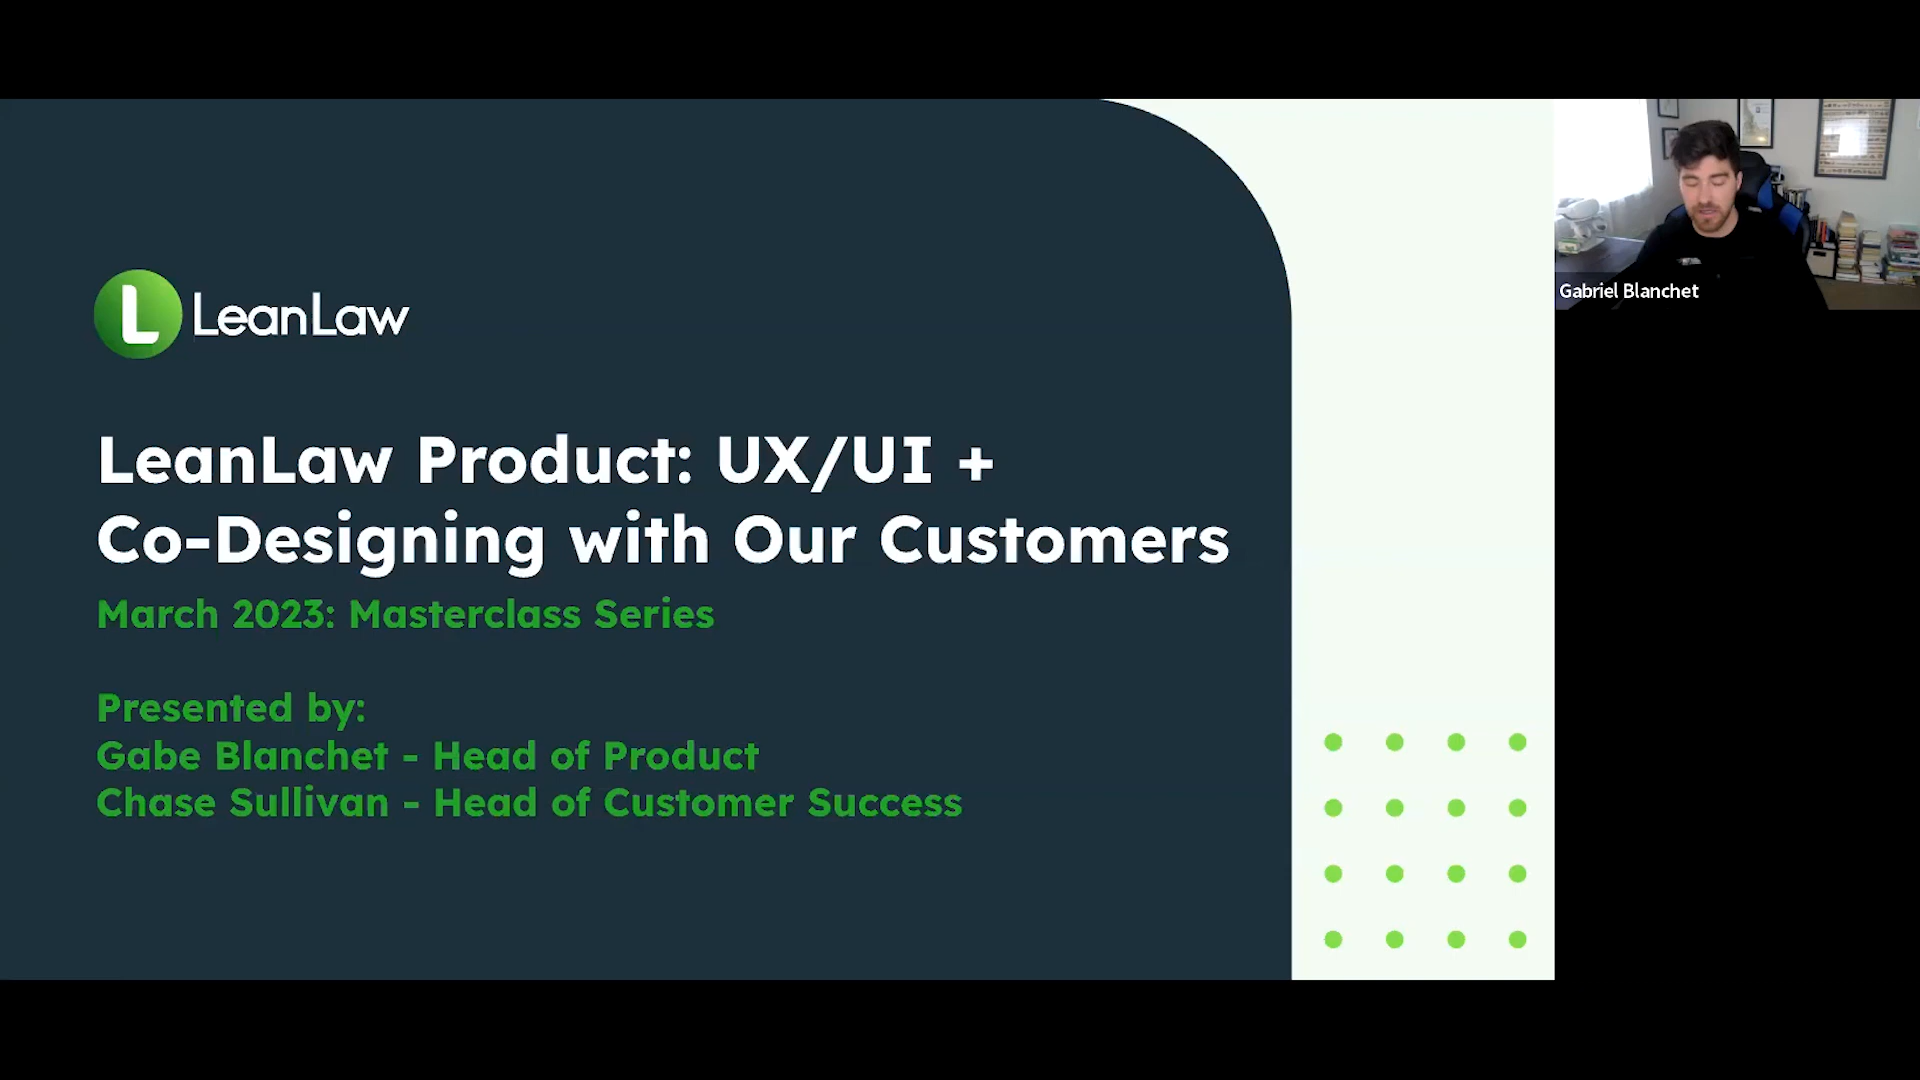 LeanLaw
LeanLaw Product: UX/UI +
Co-Designing with Our Customers
March 2023: Masterclass Series
Presented by:
Gabe Blanchet - Head of Product
Chase Sullivan - Head of Customer Success
Gabriel Blanchet